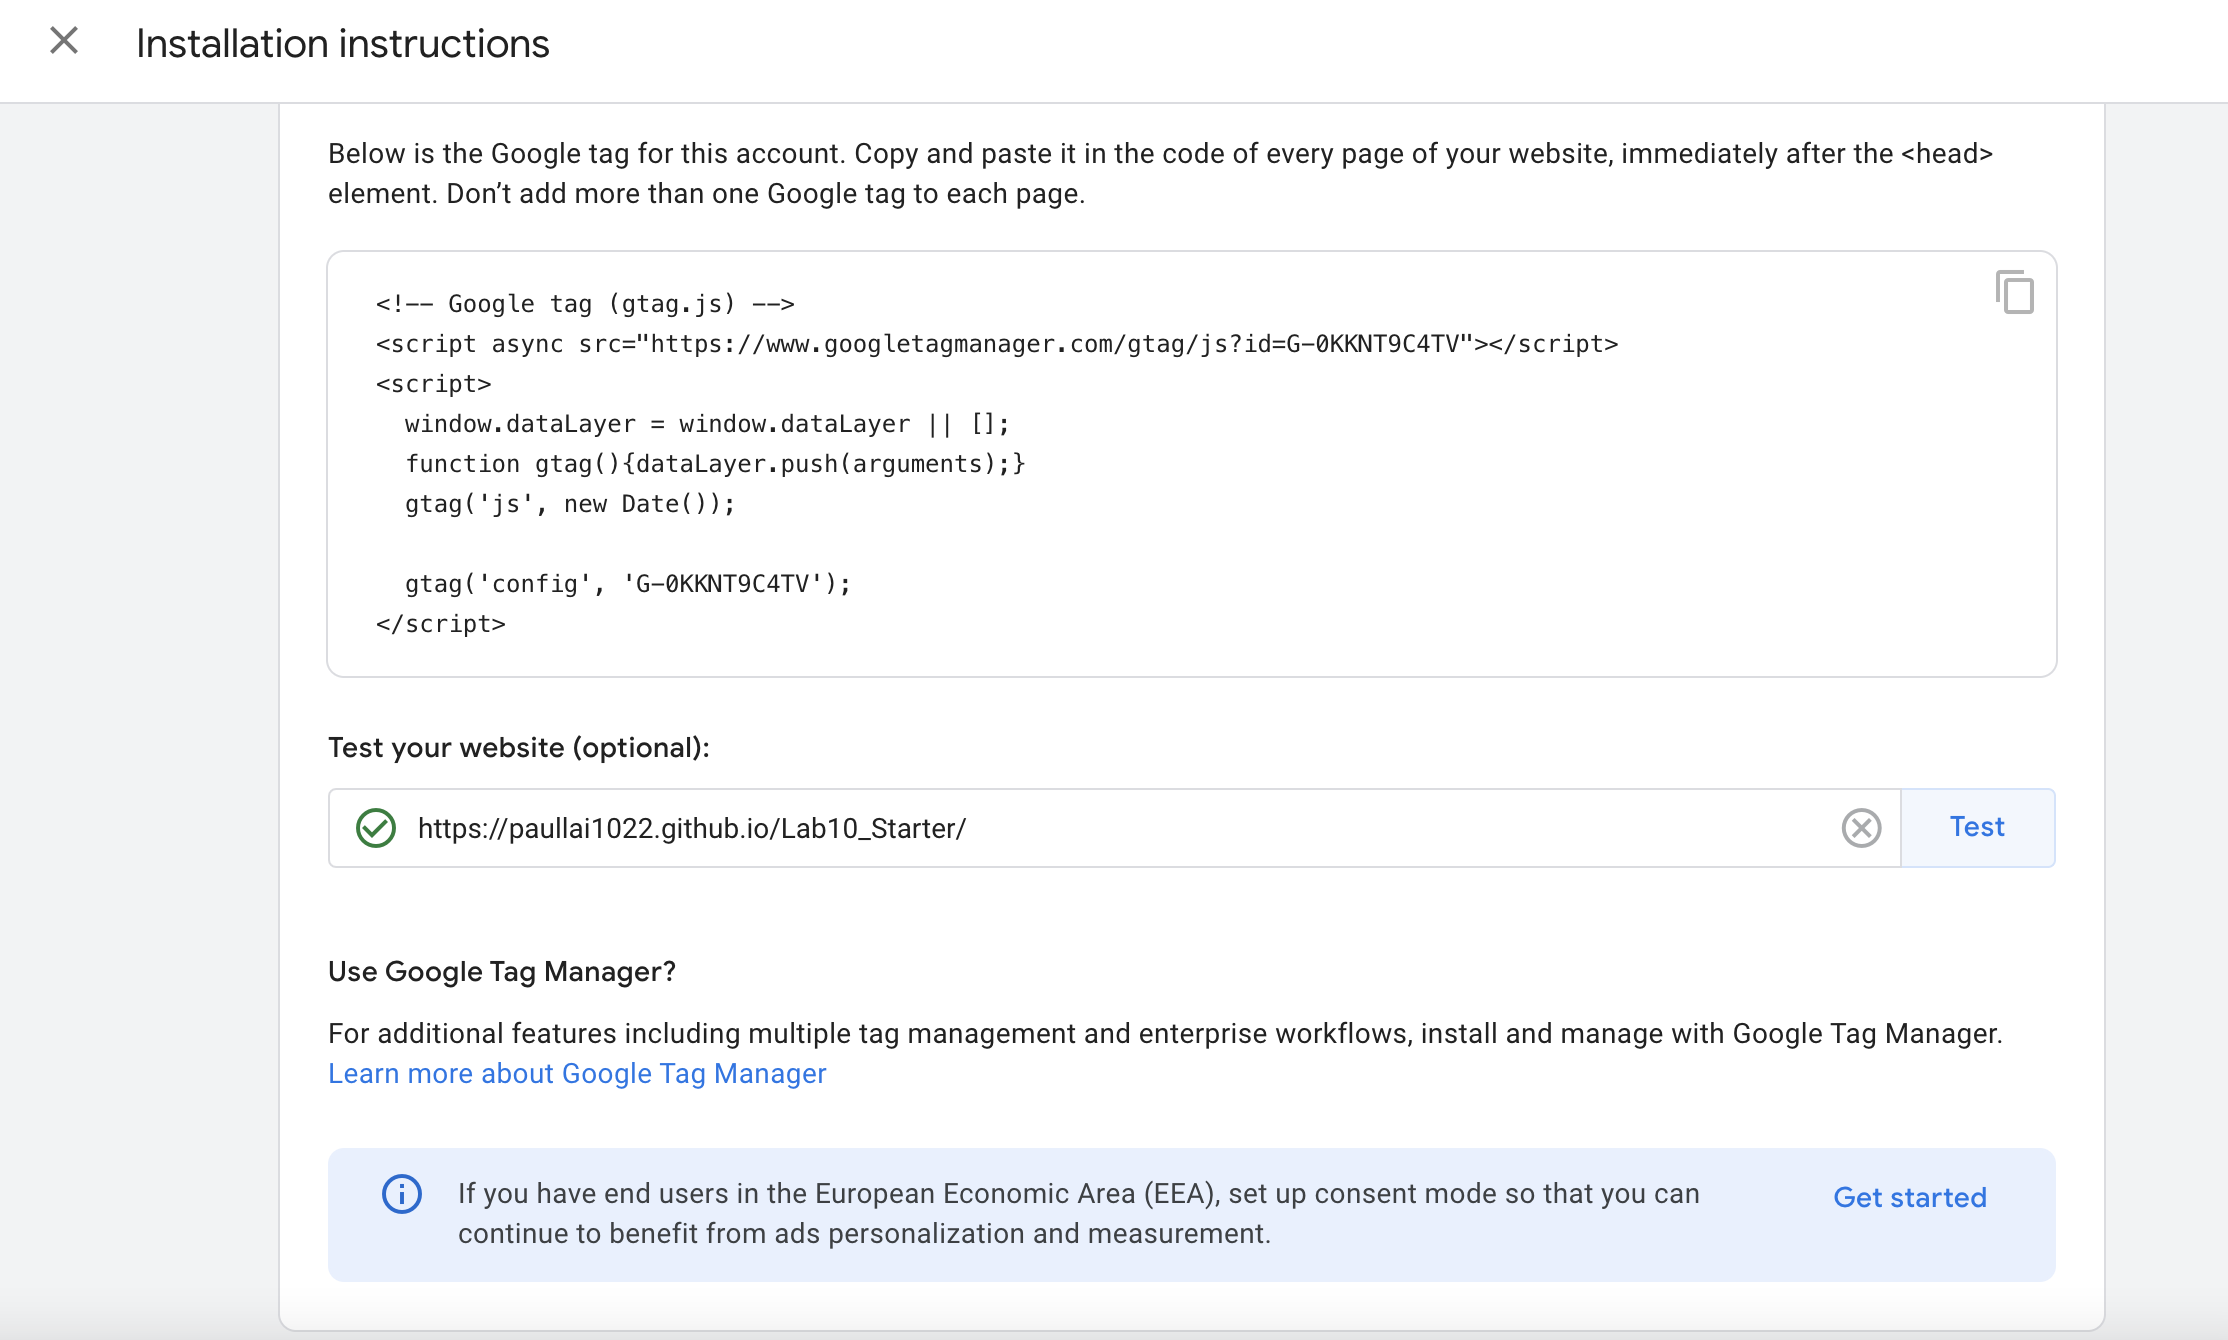 Installation instructions
Below is the Google tag for this account. Copy and paste it in the code of every page of your website, immediately after the <head>
element. Don’t add more than one Google tag to each page.
<!-- Google tag (gtag.js) -->
<script async src="https://www.googletagmanager.com/gtag/js?id=G-0KKNT9C4TV"></script>
<script>
  window.dataLayer = window.dataLayer || [];
  function gtag(){dataLayer.push(arguments);}
  gtag('js', new Date());
  gtag('config', 'G-0KKNT9C4TV');
</script>
Test your website (optional):
https://paullai1022.github.io/Lab10_Starter/
Test
Use Google Tag Manager?
For additional features including multiple tag management and enterprise workflows, install and manage with Google Tag Manager.
Learn more about Google Tag Manager
If you have end users in the European Economic Area (EEA), set up consent mode so that you can
continue to benefit from ads personalization and measurement.
Get started